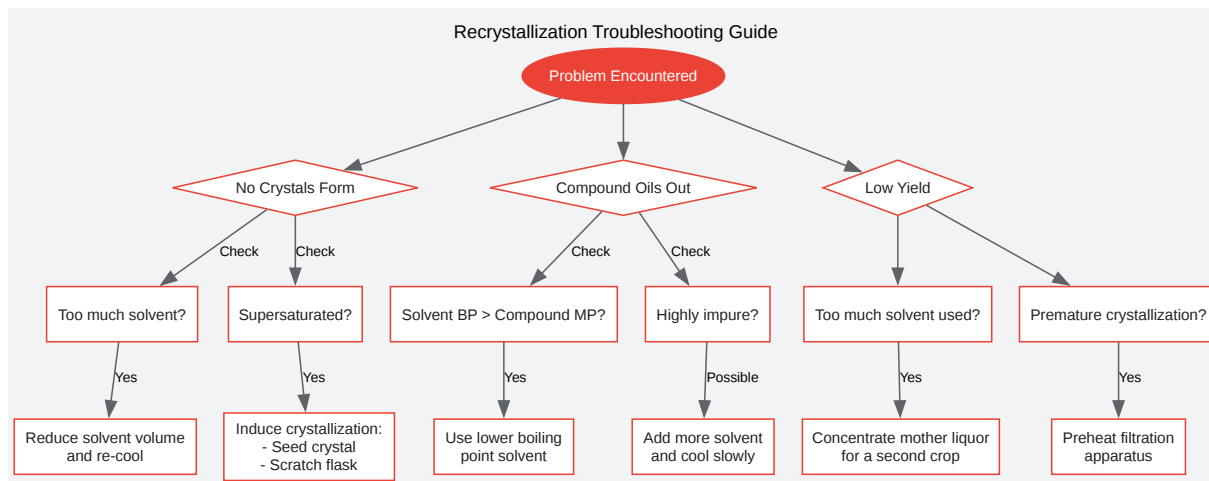 Recrystallization Troubleshooting Guide
Problem Encountered
No Crystals Form
Compound Oils Out
Low Yield
Check
Check
Check
Check
Too much solvent?
Supersaturated?
Solvent BP > Compound MP?
Highly impure?
Too much solvent used?
Premature crystallization?
Yes
Yes
Yes
Possible
Yes
Yes
Reduce solvent volume
and re-cool
Induce crystallization:
- Seed crystal
- Scratch flask
Use lower boiling
point solvent
Add more solvent
and cool slowly
Concentrate mother liquor
for a second crop
Preheat filtration
apparatus